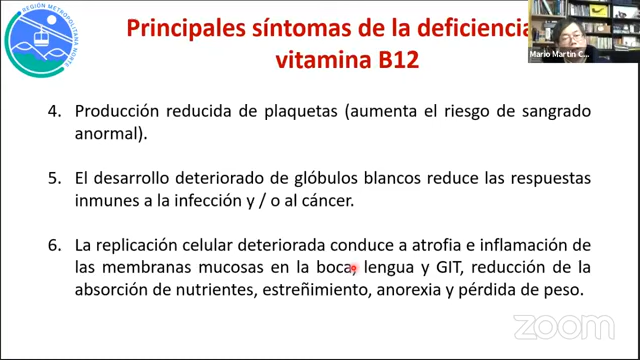 REGIÓN METROPOLITANA NORTE
Principales síntomas de la deficiencia
vitamina B12
Mario Martin C...
4. Producción reducida de plaquetas (aumenta el riesgo de sangrado
anormal).
5. El desarrollo deteriorado de glóbulos blancos reduce las respuestas
inmunes a la infección y / o al cáncer.
6. La replicación celular deteriorada conduce a atrofia e inflamación de
las membranas mucosas en la boca, lengua y GIT, reducción de la
absorción de nutrientes, estreñimiento, anorexia y pérdida de peso.
zoom